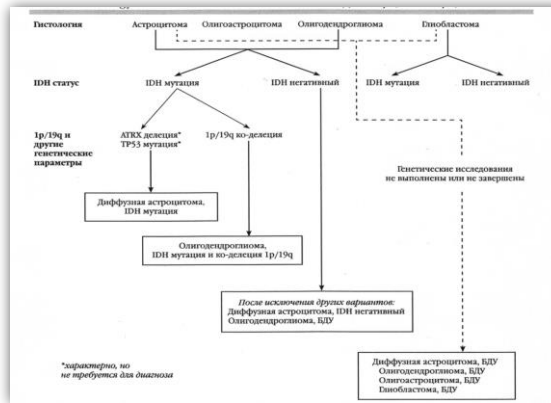 Гистология
Астроцитома
Олигоастроцитома
Олигодендроглиома
Глиобластома
IDH статус
IDH мутация
IDH негативный
IDH мутация
IDH негативный
1p/19q и
другие
генетические
параметры
ATRX делеция*
TP53 мутация*
1p/19q ко-делеция
Генетические исследования
не выполнены или не завершены
Диффузная астроцитома,
IDH мутация
Олигодендроглиома,
IDH мутация и ко-делеция 1p/19q
После исключения других вариантов:
Диффузная астроцитома, IDH негативный
Олигодендроглиома, БДУ
*характерно, но
не требуется для диагноза
Диффузная астроцитома, БДУ
Олигодендроглиома, БДУ
Олигоастроцитома, БДУ
Глиобластома, БДУ